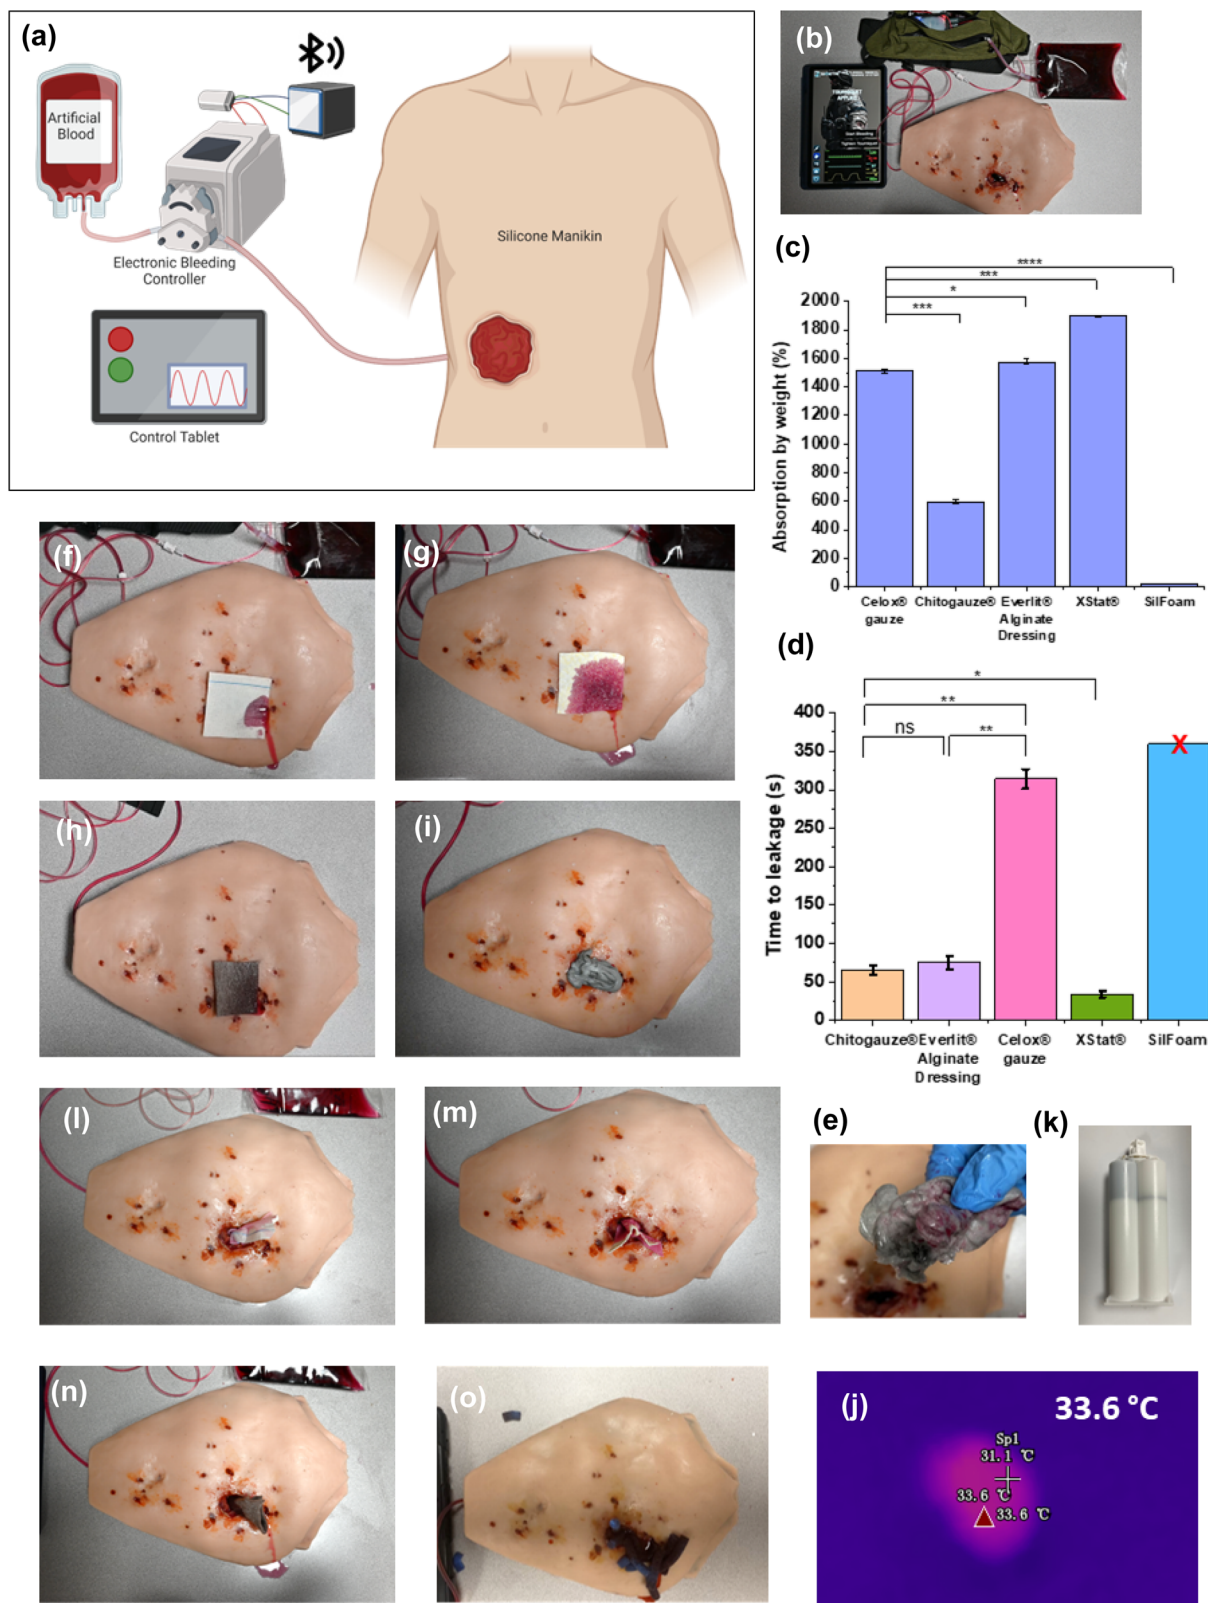 (a)
Artificial
Blood
Electronic Bleeding
Controller
Silicone Manikin
Control Tablet
(b)
(c)
****
***
*
***
Absorption by weight (%)
2000
1800
1600
1400
1200
1000
800
600
400
200
0
Celox®
gauze
Chitogauze®
Everlit®
Alginate
Dressing
XStat®
SilFoam
(d)
*
**
ns
**
Time to leakage (s)
400
350
300
250
200
150
100
50
0
X
Chitogauze®
Everlit®
Alginate
Dressing
Celox®
gauze
XStat®
SilFoam
(f)
(g)
(h)
(i)
(l)
(m)
(e)
(k)
(n)
(o)
(j)
33.6 °C
Sp1
31.1 ℃
33.6 ℃
33.6 ℃